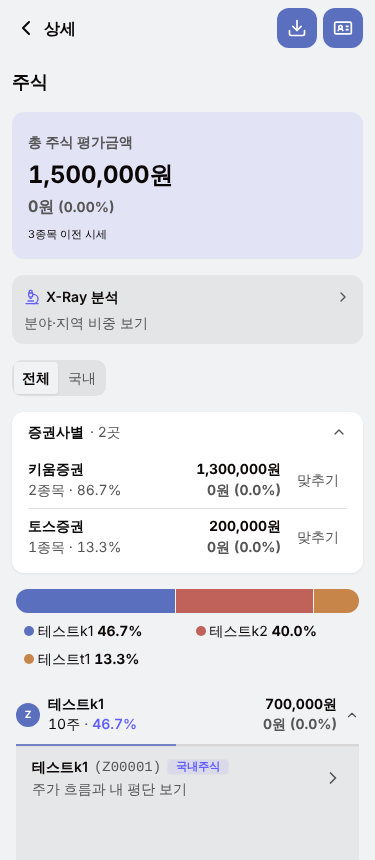 상세
주식
총 주식 평가금액
1,500,000원
0원 (0.00%)
3종목 이전 시세
X-Ray 분석
분야·지역 비중 보기
전체 국내
증권사별 · 2곳
키움증권 1,300,000원 맞추기
2종목 · 86.7% 0원 (0.0%)
토스증권 200,000원 맞추기
1종목 · 13.3% 0원 (0.0%)
테스트k1 46.7% 테스트k2 40.0%
테스트t1 13.3%
Z 테스트k1 700,000원
10주 · 46.7% 0원 (0.0%)
테스트k1 (Z00001) 국내주식
주가 흐름과 내 평단 보기